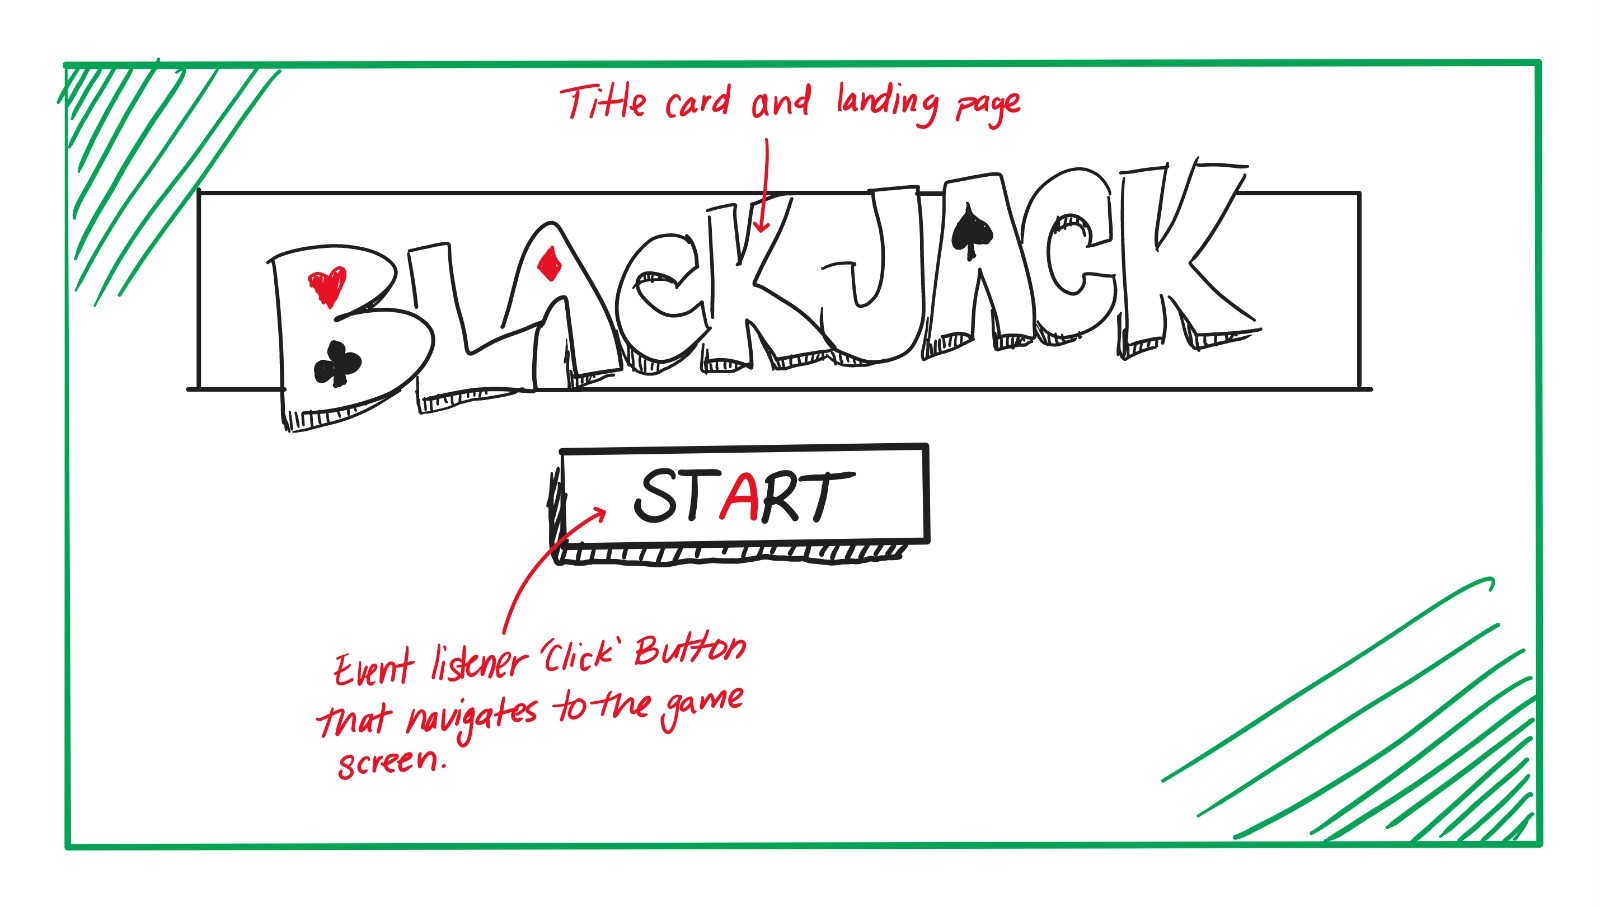 Title card and landing page
BLACKJACK
START
Event listener 'Click' Button
that navigates to the game
screen.